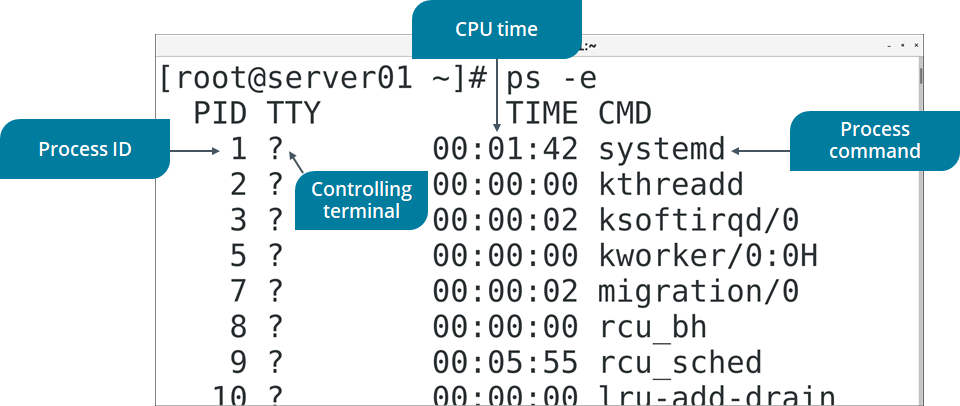 CPU time
:~
[root@server01 ~]# ps -e
PID TTY TIME CMD
Process ID
1 ? 00:01:42 systemd
Process
command
2 ? 00:00:00 kthreadd
Controlling
terminal
3 ? 00:00:02 ksoftirqd/0
5 ? 00:00:00 kworker/0:0H
7 ? 00:00:02 migration/0
8 ? 00:00:00 rcu_bh
9 ? 00:05:55 rcu_sched
10 ? 00:00:00 lru-add-drain